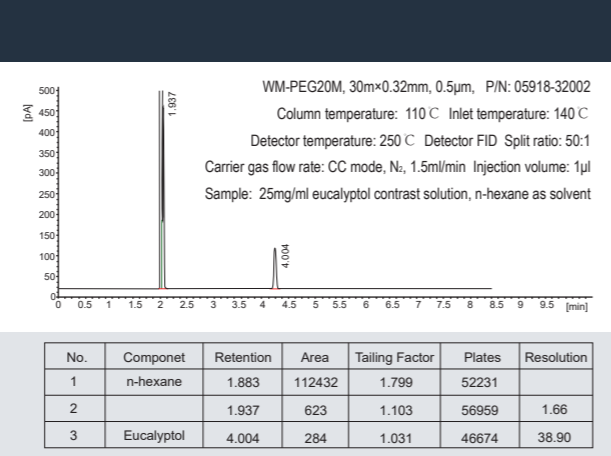 WM-PEG20M, 30m×0.32mm, 0.5μm, P/N: 05918-32002
Column temperature: 110℃ Inlet temperature: 140℃
Detector temperature: 250℃ Detector FID Split ratio: 50:1
Carrier gas flow rate: CC mode, N₂, 1.5ml/min Injection volume: 1μl
Sample: 25mg/ml eucalyptol contrast solution, n-hexane as solvent
[pA]
500
450
400
350
300
250
200
150
100
50
0
1.937
4.004
0 0.5 1 1.5 2 2.5 3 3.5 4 4.5 5 5.5 6 6.5 7 7.5 8 8.5 9 9.5 [min]
No. Componet Retention Area Tailing Factor Plates Resolution
1 n-hexane 1.883 112432 1.799 52231
2 1.937 623 1.103 56959 1.66
3 Eucalyptol 4.004 284 1.031 46674 38.90